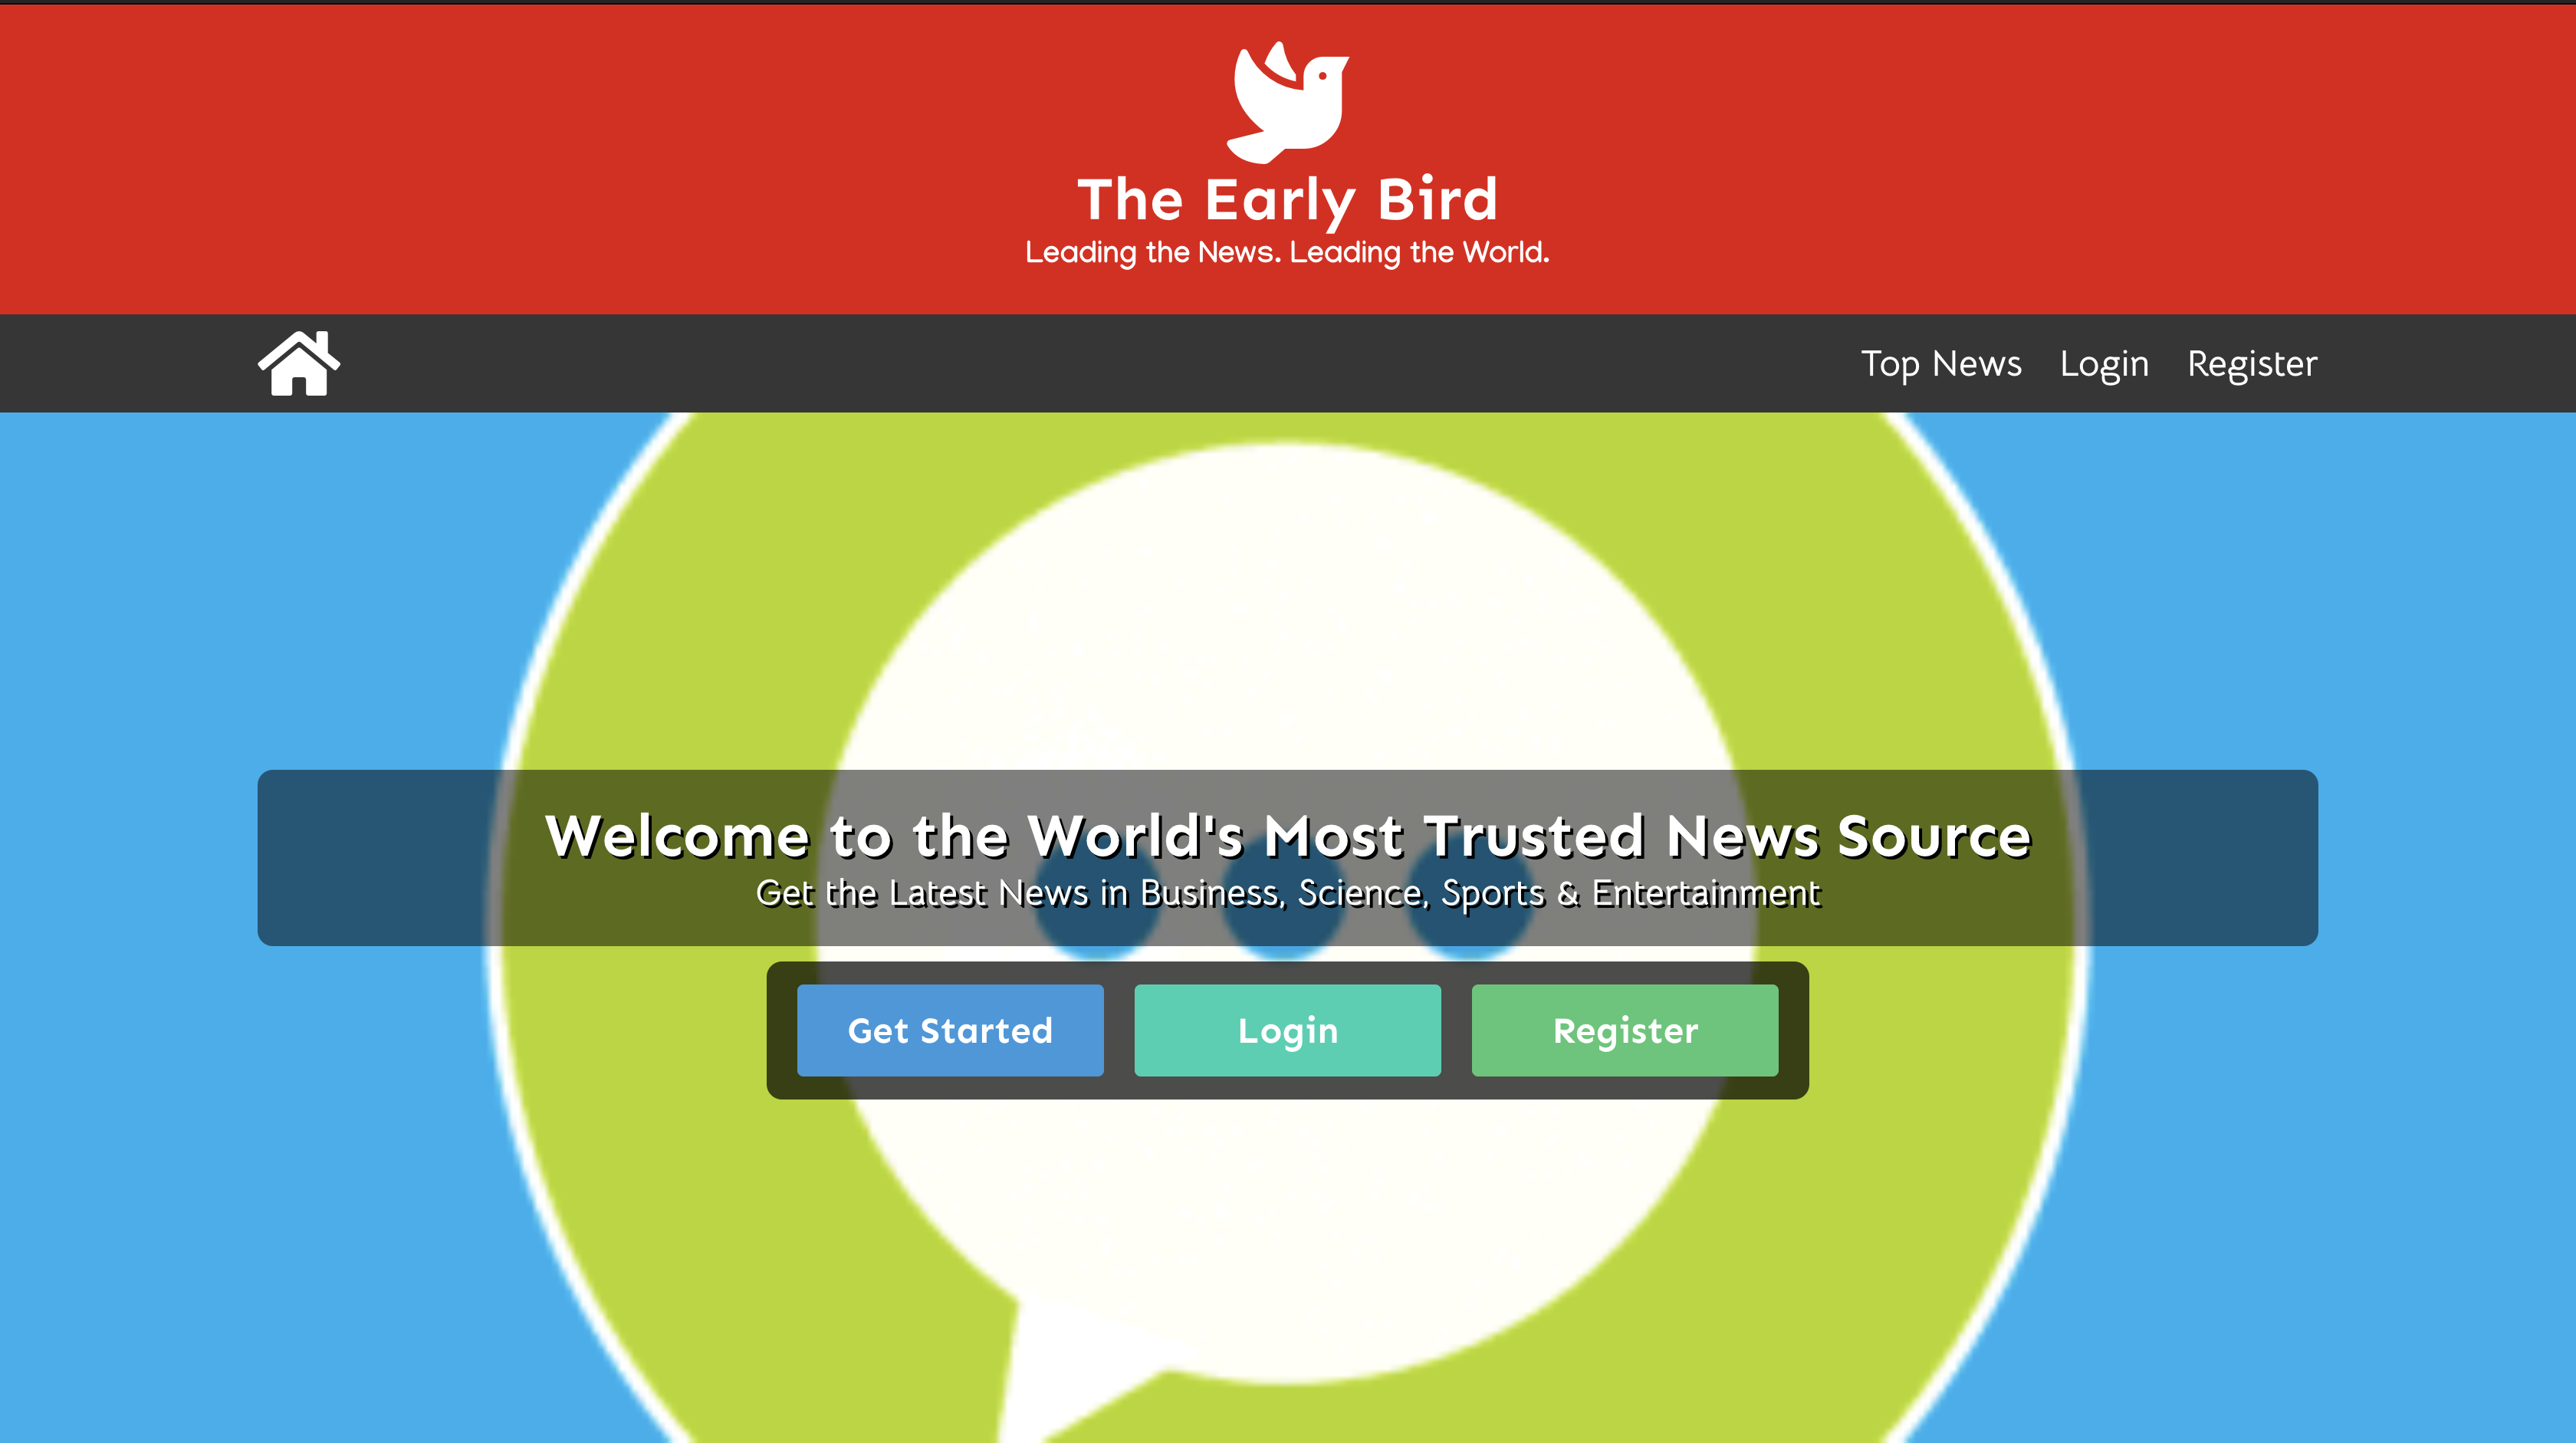 The Early Bird
Leading the News. Leading the World.
Top News Login Register
Welcome to the World's Most Trusted News Source
Get the Latest News in Business, Science, Sports & Entertainment
Get Started Login Register